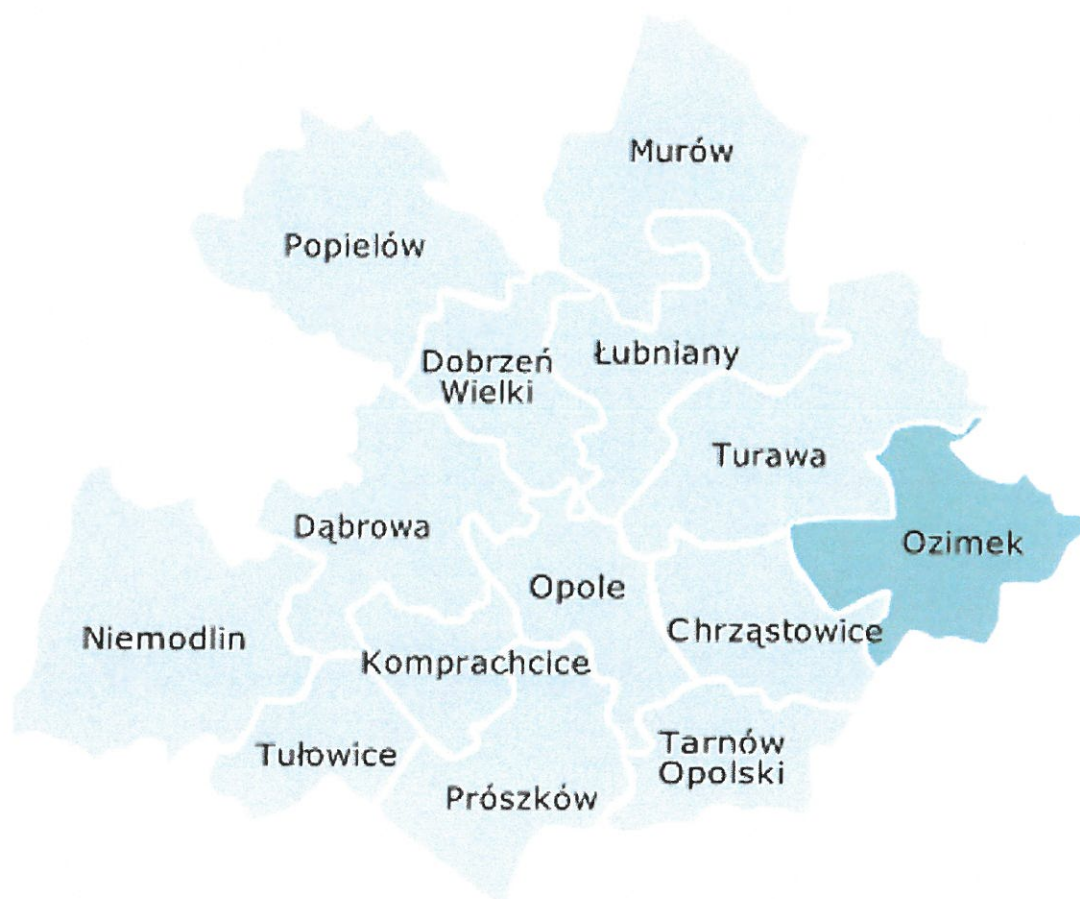 Murów
Popielów
Dobrzeń
Wielki
Łubniany
Turawa
Dąbrowa
Ozimek
Opole
Niemodlin
Chrząstowice
Komprachcice
Tułowice
Tarnów
Opolski
Prószków